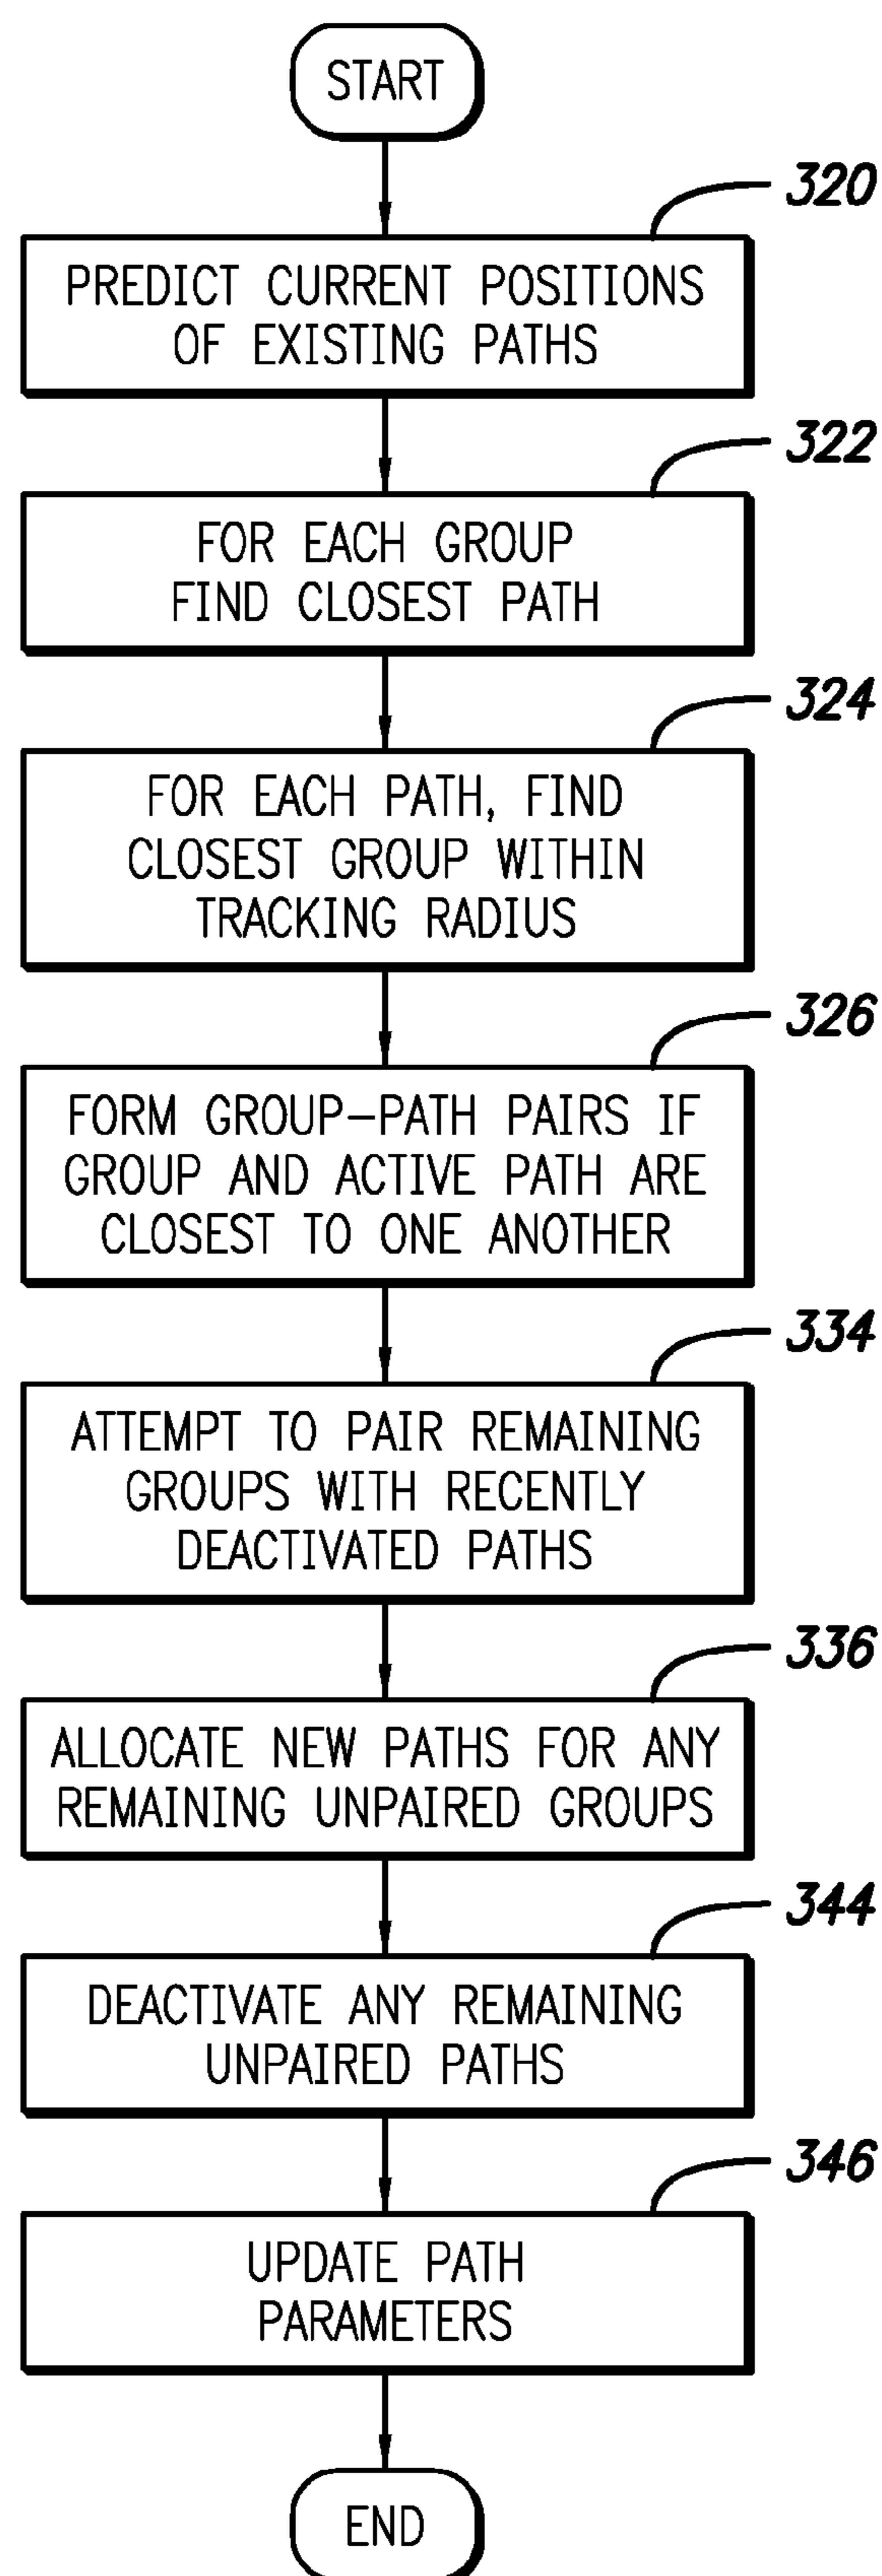 START
320
PREDICT CURRENT POSITIONS
OF EXISTING PATHS
322
FOR EACH GROUP
FIND CLOSEST PATH
324
FOR EACH PATH, FIND
CLOSEST GROUP WITHIN
TRACKING RADIUS
326
FORM GROUP-PATH PAIRS IF
GROUP AND ACTIVE PATH ARE
CLOSEST TO ONE ANOTHER
334
ATTEMPT TO PAIR REMAINING
GROUPS WITH RECENTLY
DEACTIVATED PATHS
336
ALLOCATE NEW PATHS FOR ANY
REMAINING UNPAIRED GROUPS
344
DEACTIVATE ANY REMAINING
UNPAIRED PATHS
346
UPDATE PATH
PARAMETERS
END